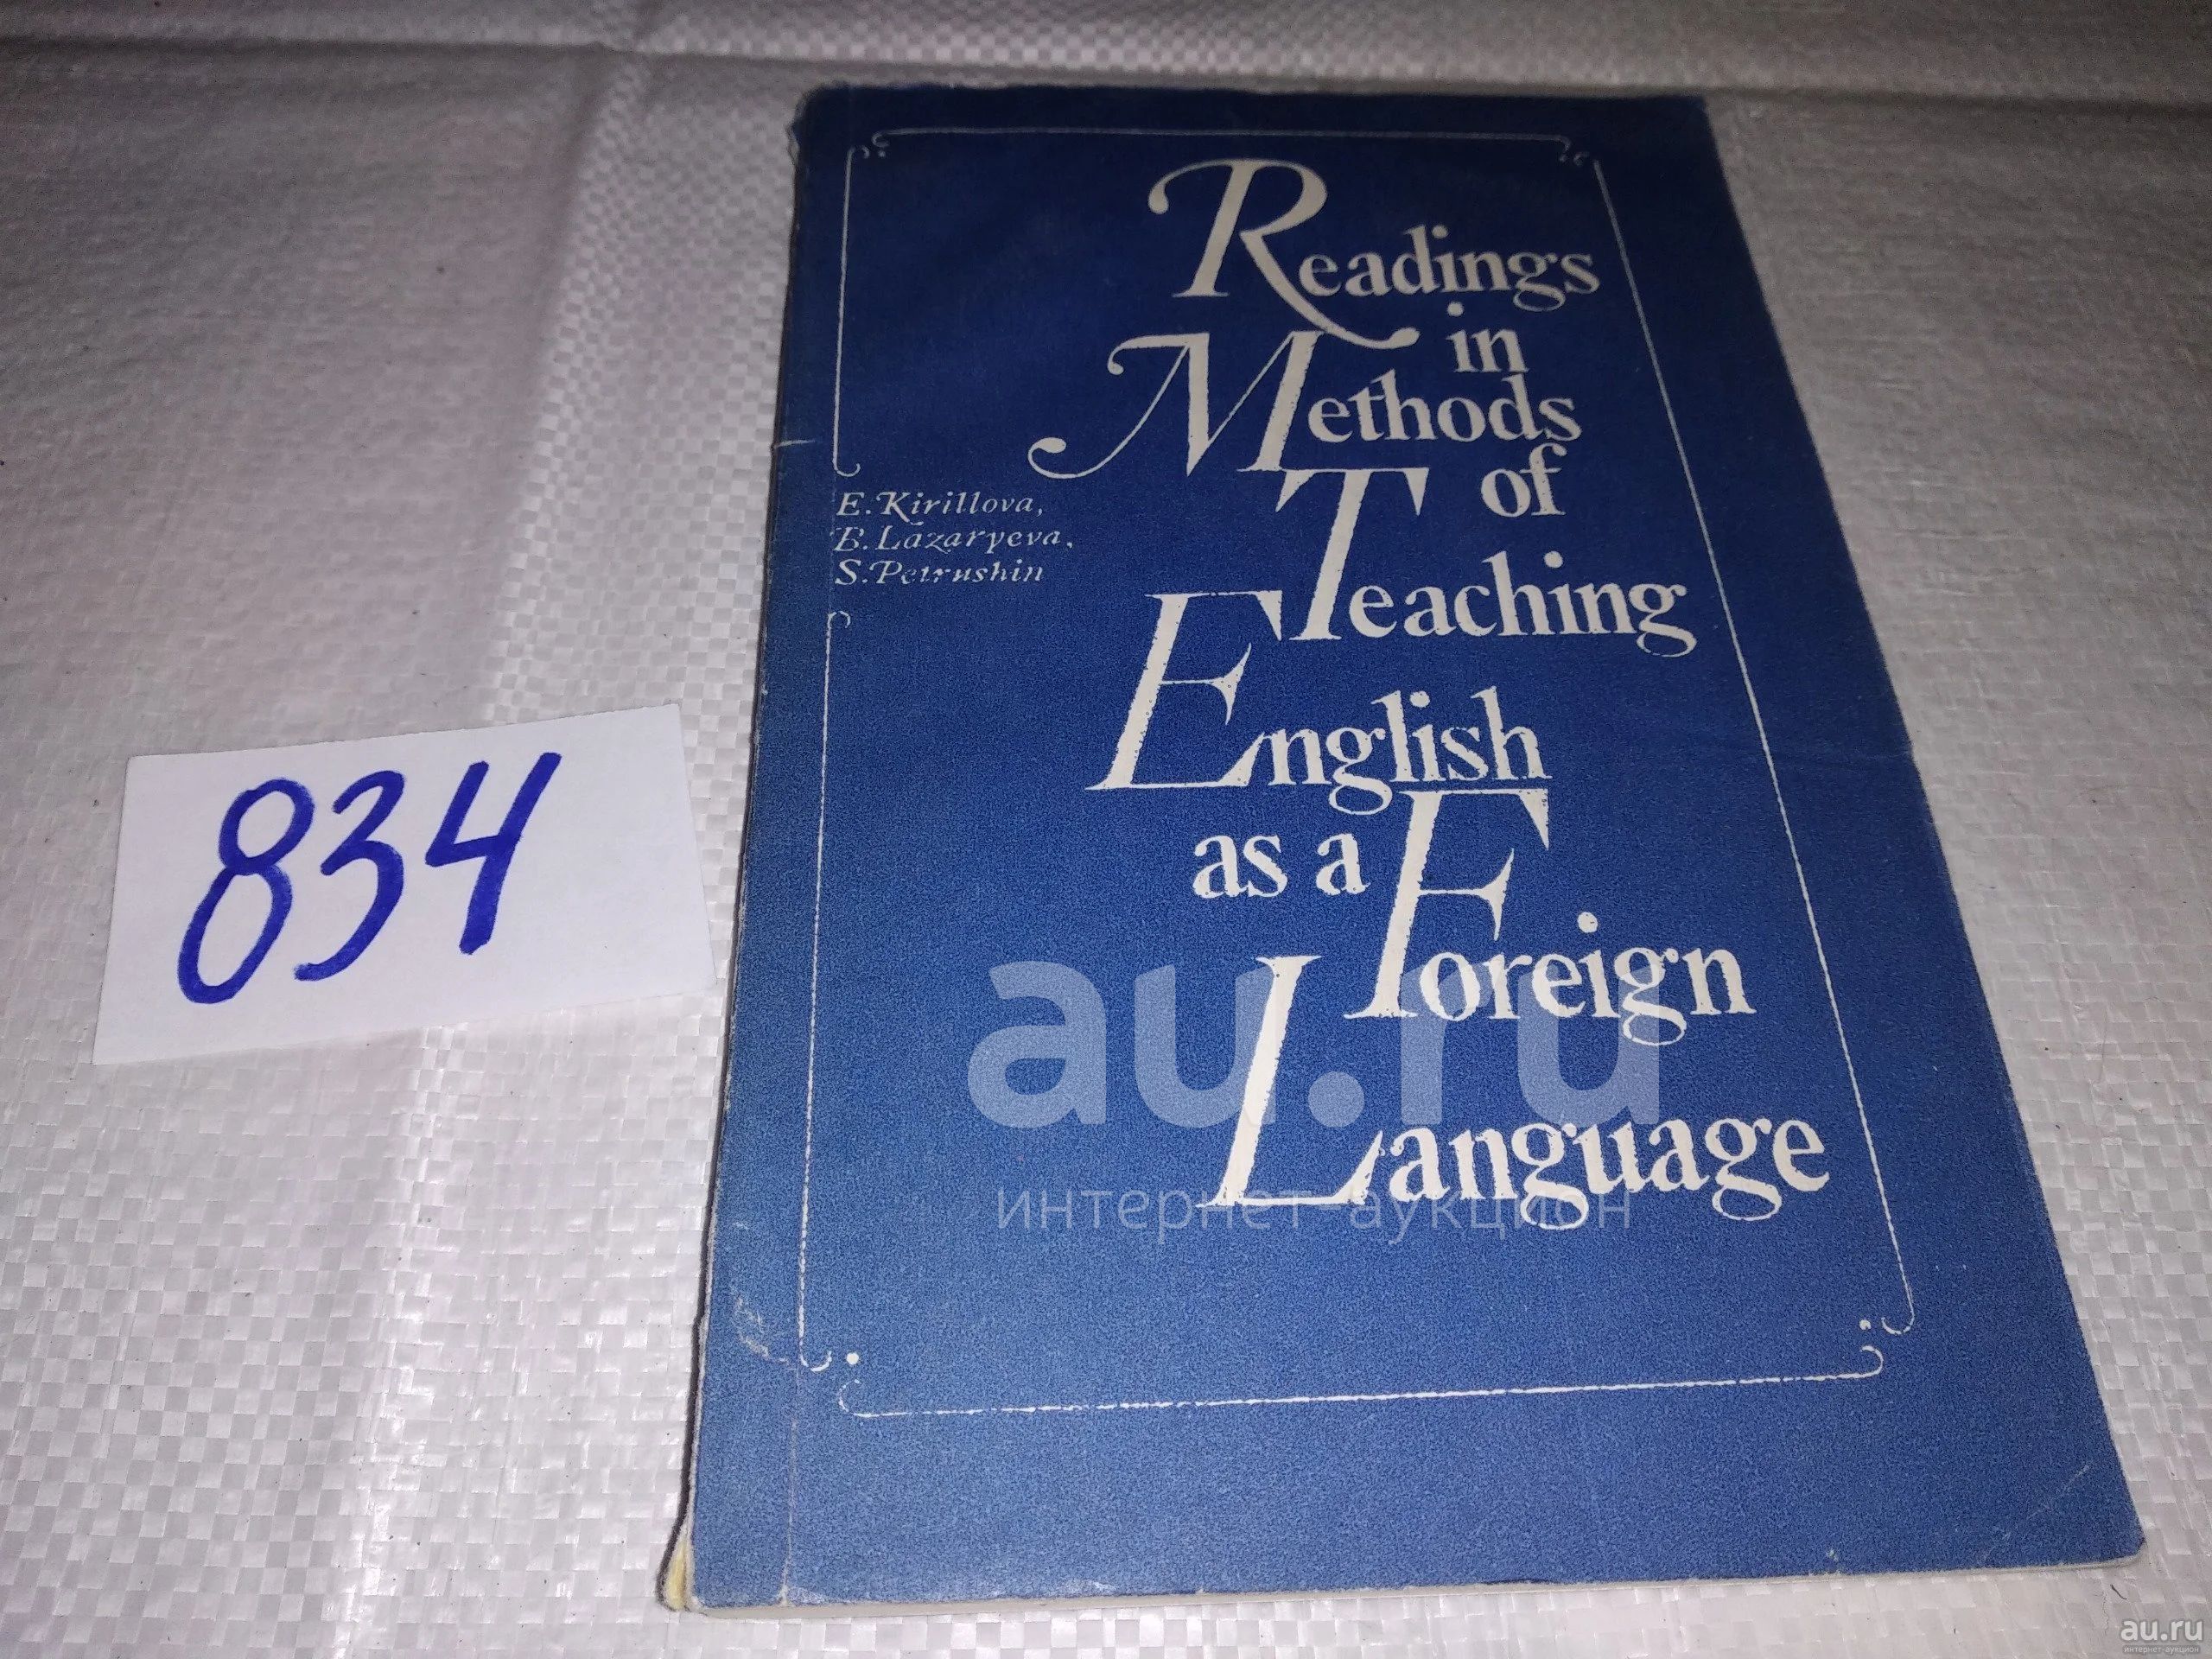 Readings
in
Methods
of
E. Kirillova,
B. Lazaryeva,
S. Petrushin
Teaching
English
as a
Foreign
Language
834
au.ru
интернет-аукцион
au.ru
интернет-аукцион